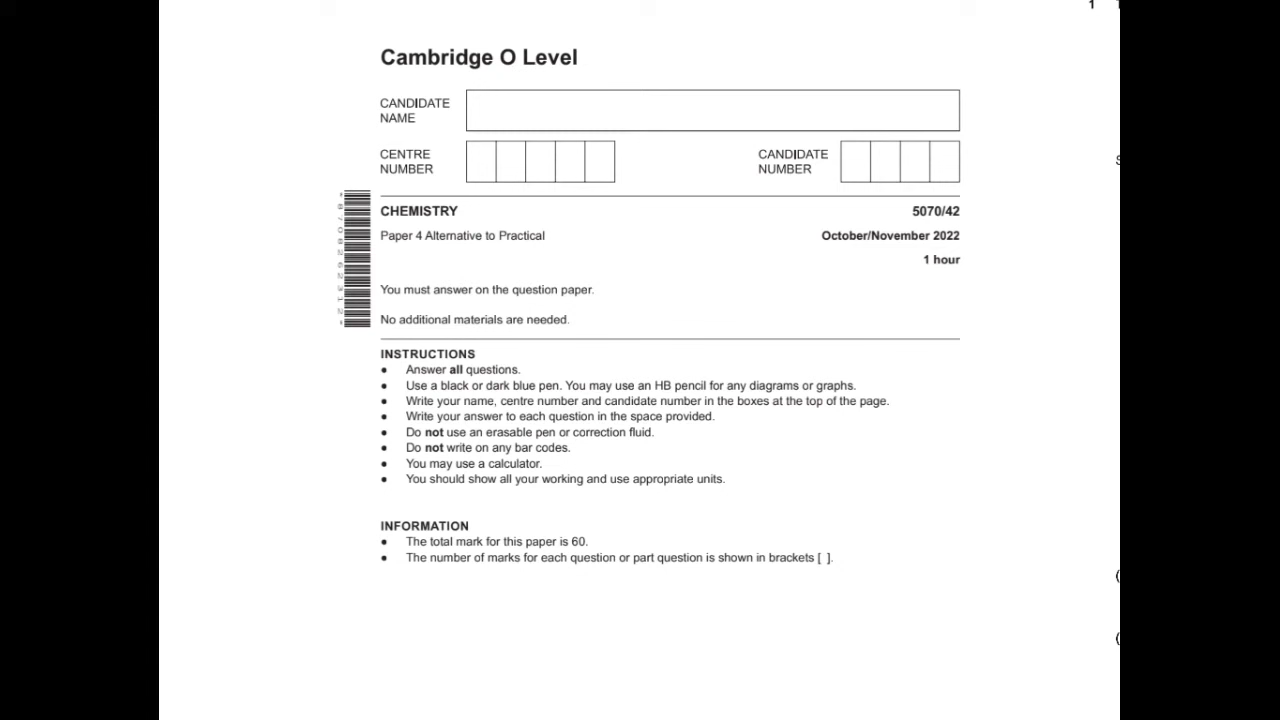 1
Cambridge O Level
CANDIDATE
NAME
CENTRE
NUMBER
CANDIDATE
NUMBER
CHEMISTRY 5070/42
Paper 4 Alternative to Practical October/November 2022
1 hour
You must answer on the question paper.
No additional materials are needed.
INSTRUCTIONS
● Answer all questions.
● Use a black or dark blue pen. You may use an HB pencil for any diagrams or graphs.
● Write your name, centre number and candidate number in the boxes at the top of the page.
● Write your answer to each question in the space provided.
● Do not use an erasable pen or correction fluid.
● Do not write on any bar codes.
● You may use a calculator.
● You should show all your working and use appropriate units.
INFORMATION
● The total mark for this paper is 60.
● The number of marks for each question or part question is shown in brackets [ ].